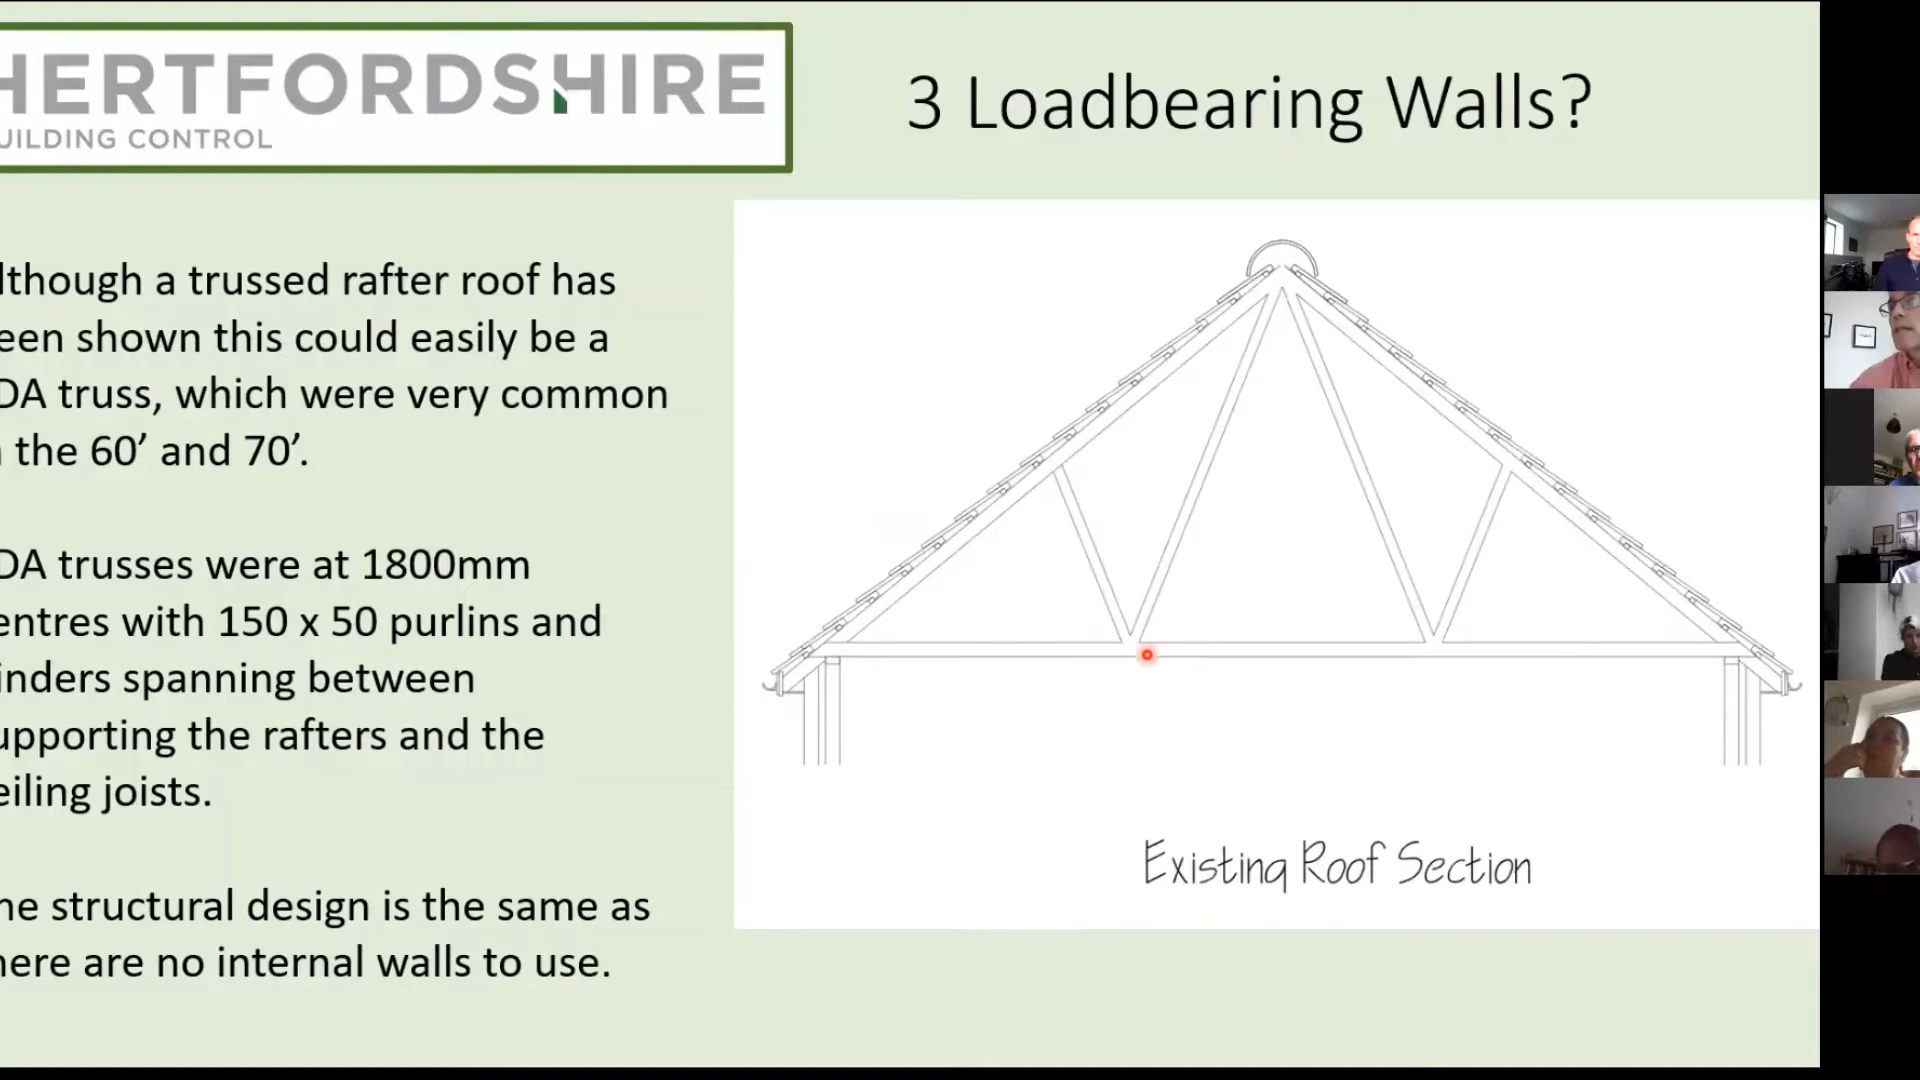 HERTFORDSHIRE
UILDING CONTROL
3 Loadbearing Walls?
lthough a trussed rafter roof has
een shown this could easily be a
DA truss, which were very common
the 60’ and 70’.
DA trusses were at 1800mm
entres with 150 x 50 purlins and
inders spanning between
upporting the rafters and the
eiling joists.
he structural design is the same as
here are no internal walls to use.
Existing Roof Section